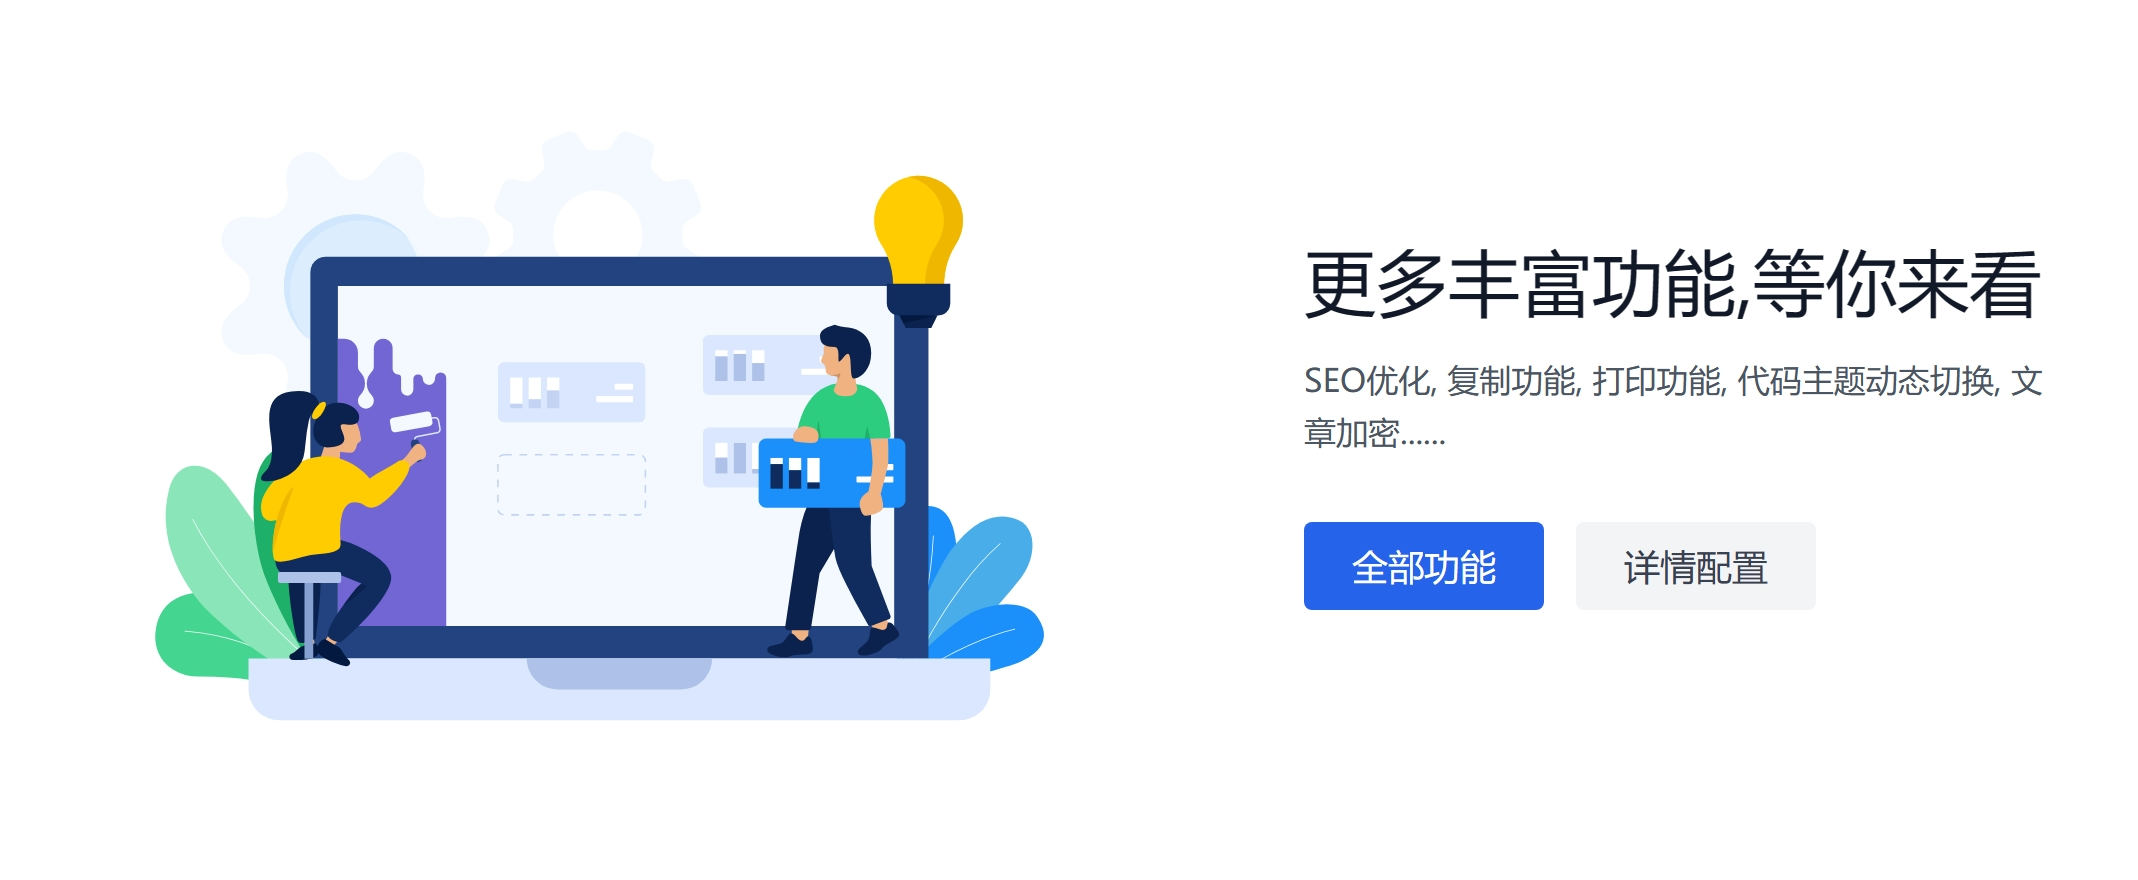 更多丰富功能,等你来看
SEO优化, 复制功能, 打印功能, 代码主题动态切换, 文
章加密......
全部功能
详情配置